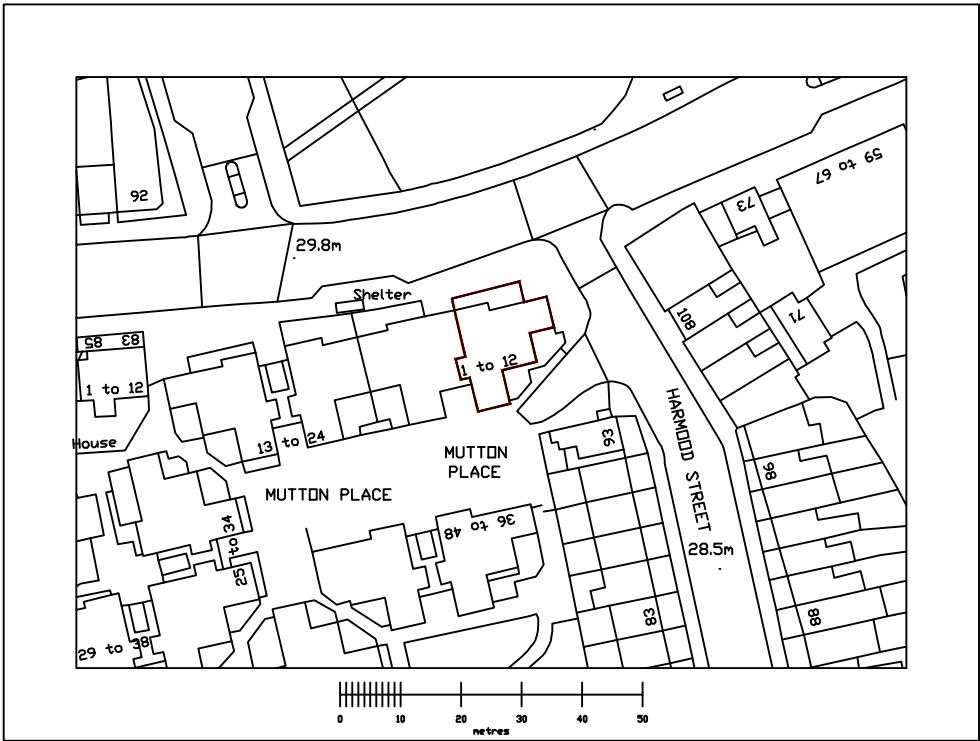 92
29.8m
59 to 67
73
Shelter
108
71
85 83
1 to 12
1 to 12
House
13 to 24
MUTTON
PLACE
93
HARMOOD STREET
86
MUTTON PLACE
36 to 48
25 to 34
28.5m
29 to 38
83
88
0 10 20 30 40 50
metres